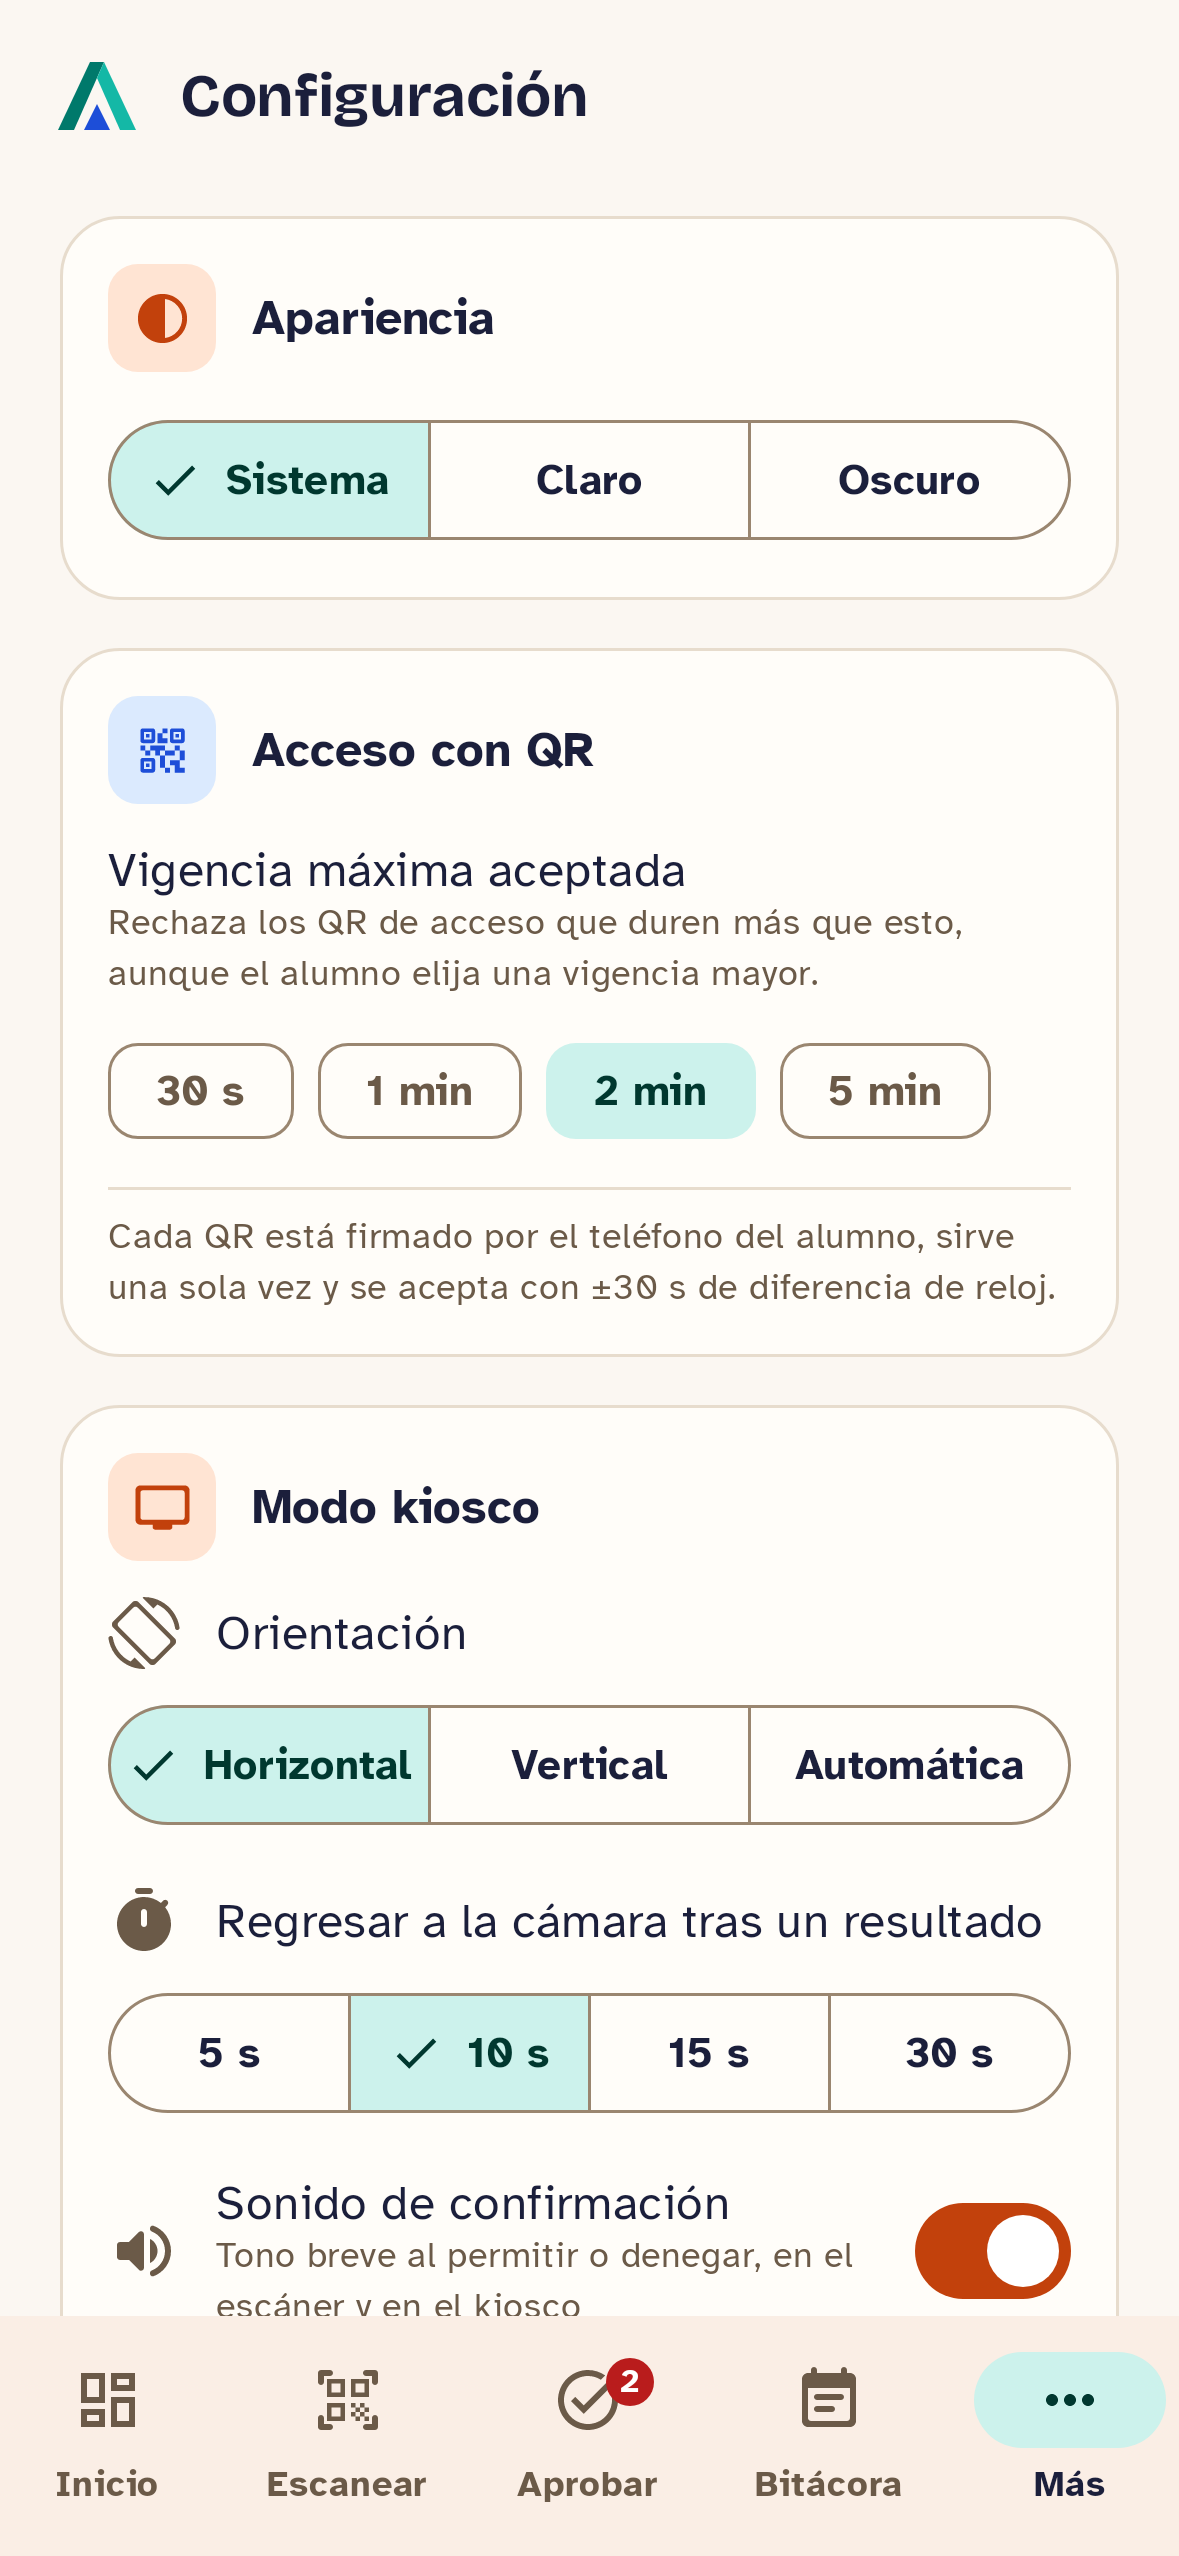 Configuración
Apariencia
Sistema
Claro
Oscuro
Acceso con QR
Vigencia máxima aceptada
Rechaza los QR de acceso que duren más que esto,
aunque el alumno elija una vigencia mayor.
30 s
1 min
2 min
5 min
Cada QR está firmado por el teléfono del alumno, sirve
una sola vez y se acepta con ±30 s de diferencia de reloj.
Modo kiosco
Orientación
Horizontal
Vertical
Automática
Regresar a la cámara tras un resultado
5 s
10 s
15 s
30 s
Sonido de confirmación
Tono breve al permitir o denegar, en el
escáner y en el kiosco
2
Inicio
Escanear
Aprobar
Bitácora
Más